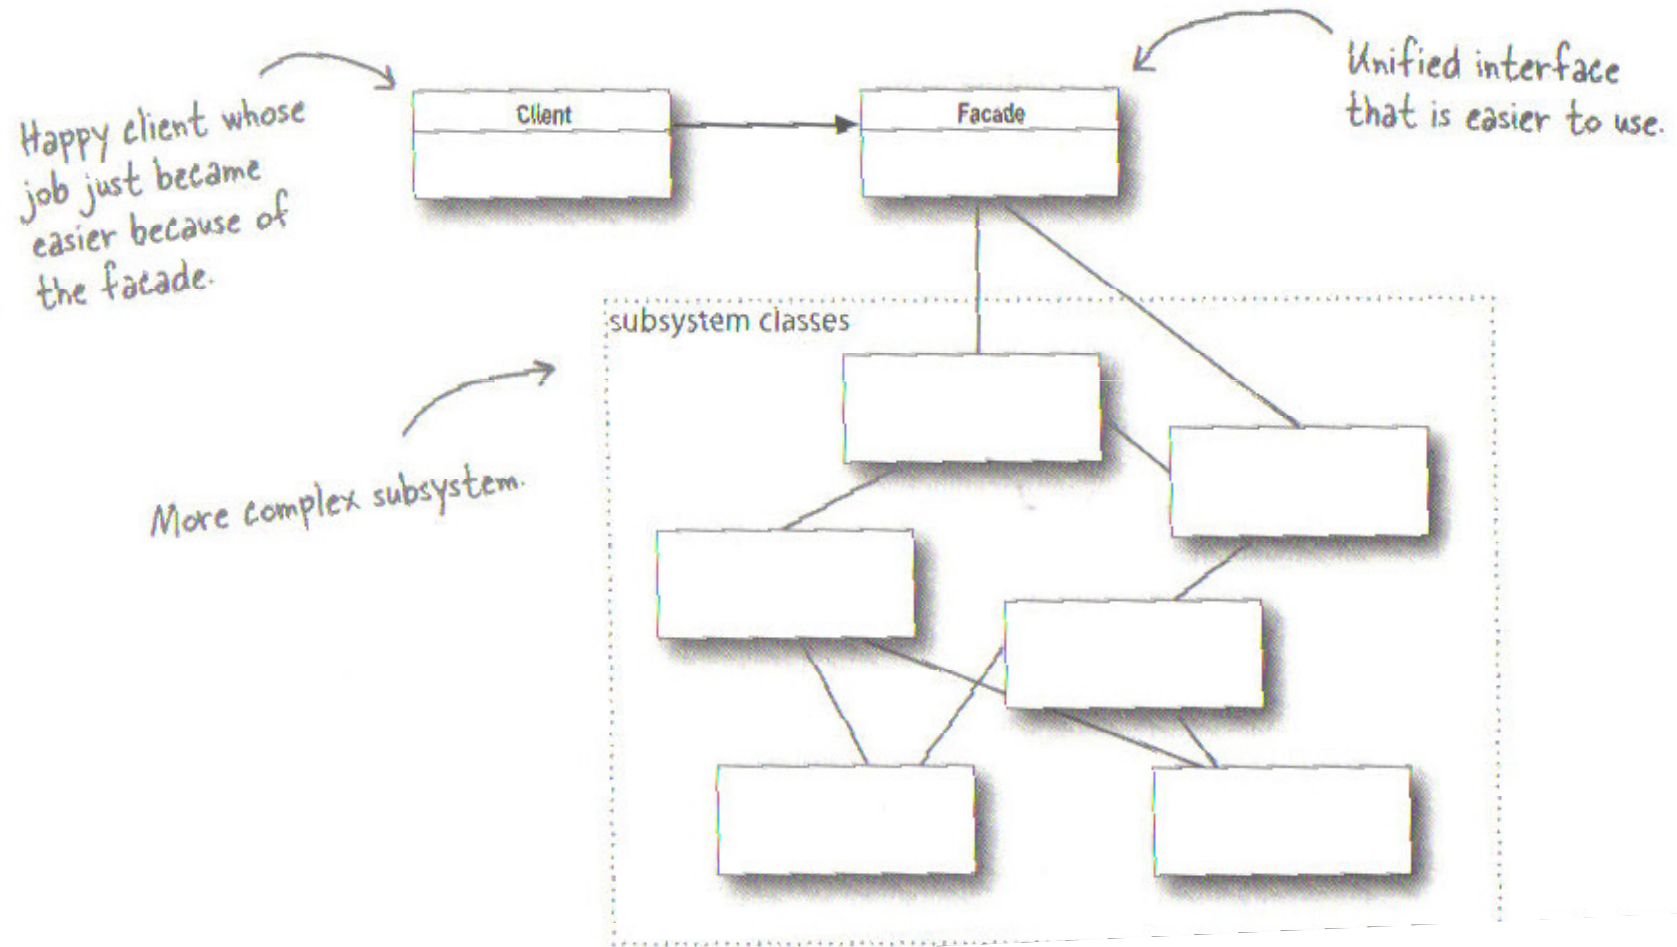 Happy client whose
job just became
easier because of
the facade.
Client
Facade
Unified interface
that is easier to use.
subsystem classes
More complex subsystem.